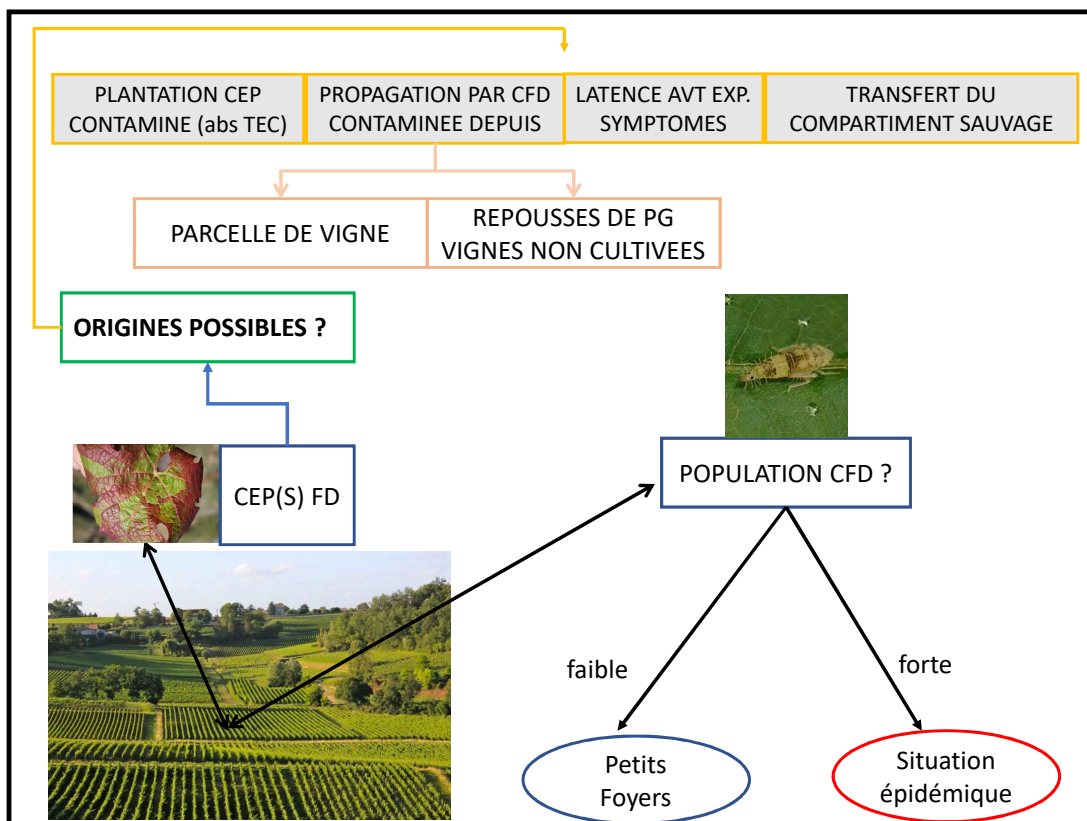 PLANTATION CEP
CONTAMINE (abs TEC)
PROPAGATION PAR CFD
CONTAMINEE DEPUIS
LATENCE AVT EXP.
SYMPTOMES
TRANSFERT DU
COMPARTIMENT SAUVAGE
PARCELLE DE VIGNE
REPOUSSES DE PG
VIGNES NON CULTIVEES
ORIGINES POSSIBLES ?
CEP(S) FD
POPULATION CFD ?
faible
forte
Petits
Foyers
Situation
épidémique